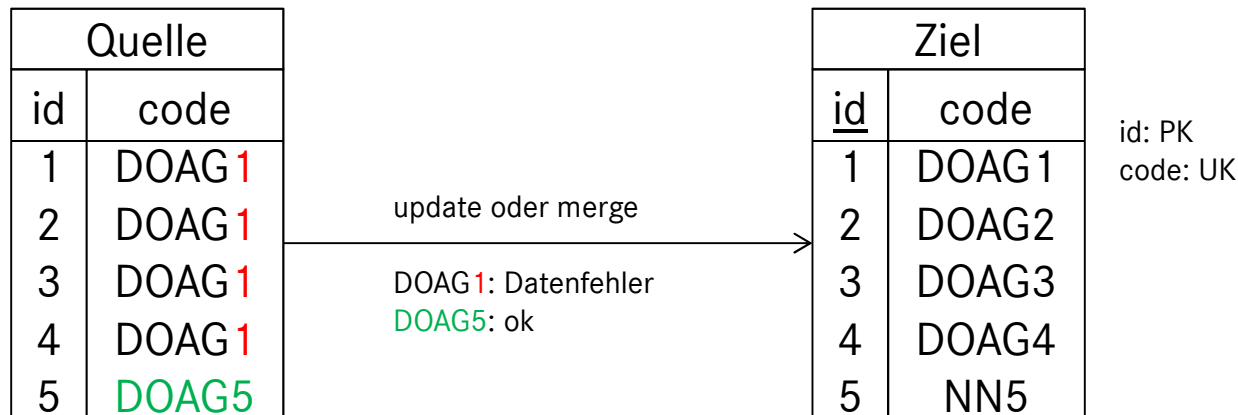 Quelle
id code
1 DOAG1
2 DOAG1
3 DOAG1
4 DOAG1
5 DOAG5
update oder merge
DOAG1: Datenfehler
DOAG5: ok
Ziel
id code
1 DOAG1
2 DOAG2
3 DOAG3
4 DOAG4
5 NN5
id: PK
code: UK